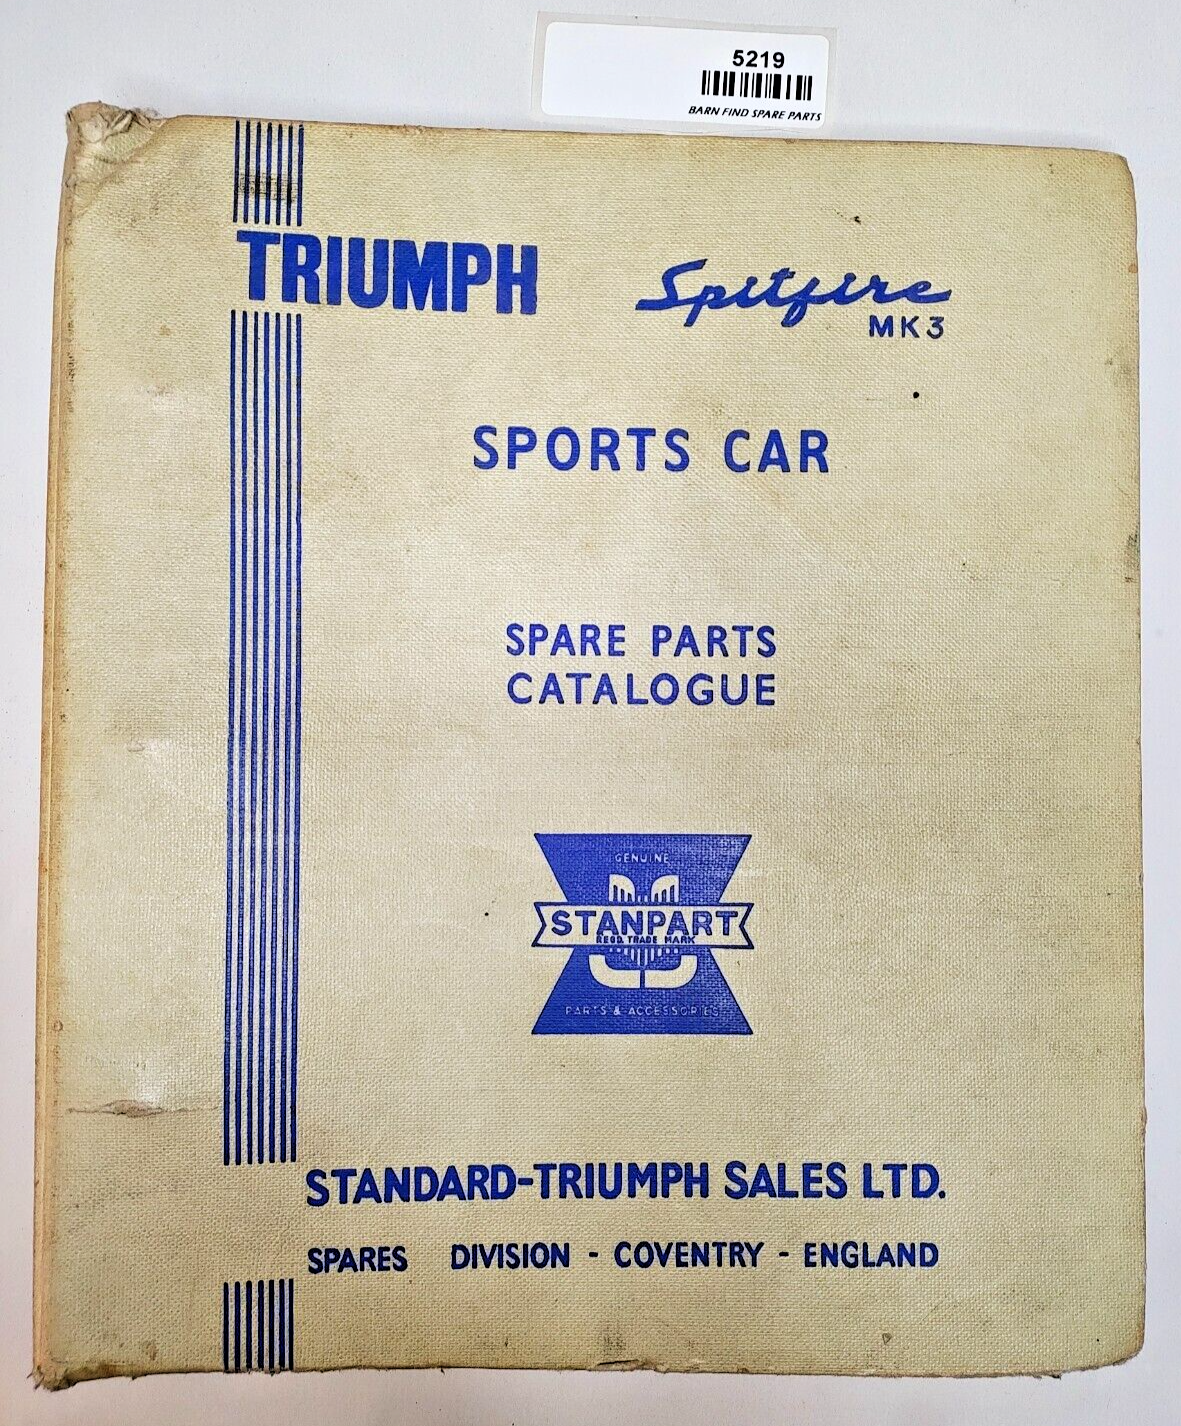 5219
BARN FIND SPARE PARTS
TRIUMPH Spitfire
MK3
SPORTS CAR
SPARE PARTS
CATALOGUE
GENUINE
STANPART
REGD. TRADE MARK
PARTS & ACCESSORIES
STANDARD-TRIUMPH SALES LTD.
SPARES DIVISION - COVENTRY - ENGLAND